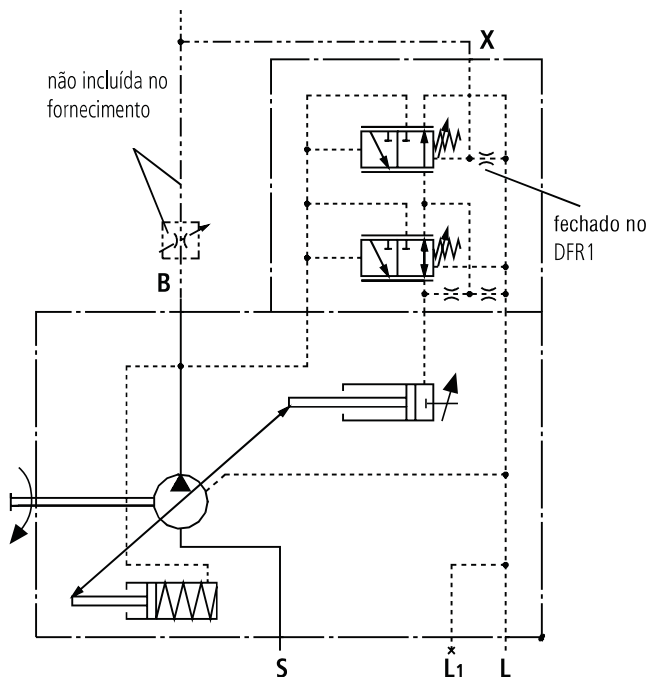 X
não incluída no
fornecimento
fechado no
DFR1
B
S
L1
L